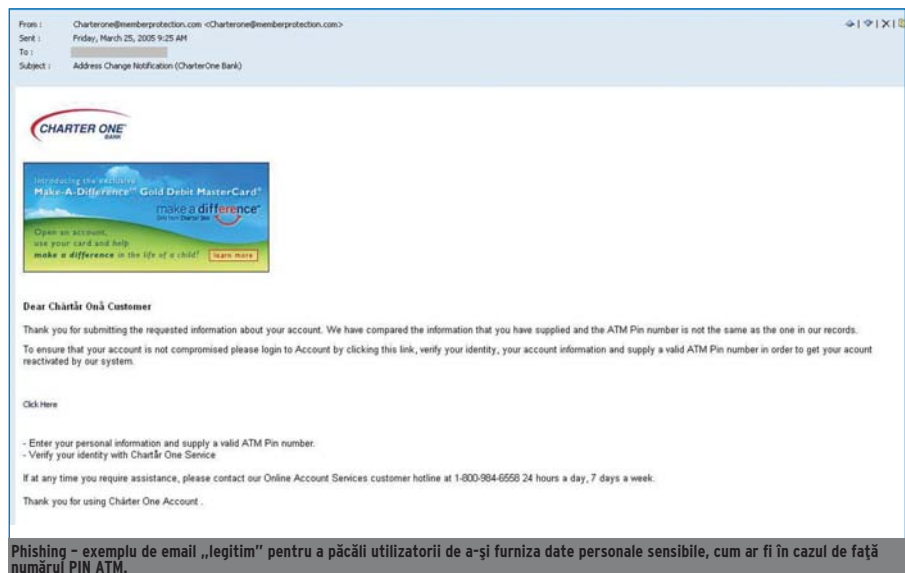 From : Charterone@memberprotection.com <Charterone@memberprotection.com>
Sent : Friday, March 25, 2005 9:25 AM
To :
Subject : Address Change Notification (CharterOne Bank)
CHARTER ONE
BANK
Introducing the exclusive
Make-A-Difference™ Gold Debit MasterCard®
make a difference™
Only from Charter One
Open an account,
use your card and help
make a difference in the life of a child!
learn more
Dear Chàrtår Onå Customer
Thank you for submitting the requested information about your account. We have compared the information that you have supplied and the ATM Pin number is not the same as the one in our records.
To ensure that your account is not compromised please login to Account by clicking this link, verify your identity, your account information and supply a valid ATM Pin number in order to get your acount
reactivated by our system.
Click Here
- Enter your personal information and supply a valid ATM Pin number.
- Verify your identity with Chartår One Service
If at any time you require assistance, please contact our Online Account Services customer hotline at 1-800-984-6558 24 hours a day, 7 days a week.
Thank you for using Chàrter One Account .
Phishing – exemplu de email „legitim” pentru a păcăli utilizatorii de a-şi furniza date personale sensibile, cum ar fi în cazul de faţă
numărul PIN ATM.